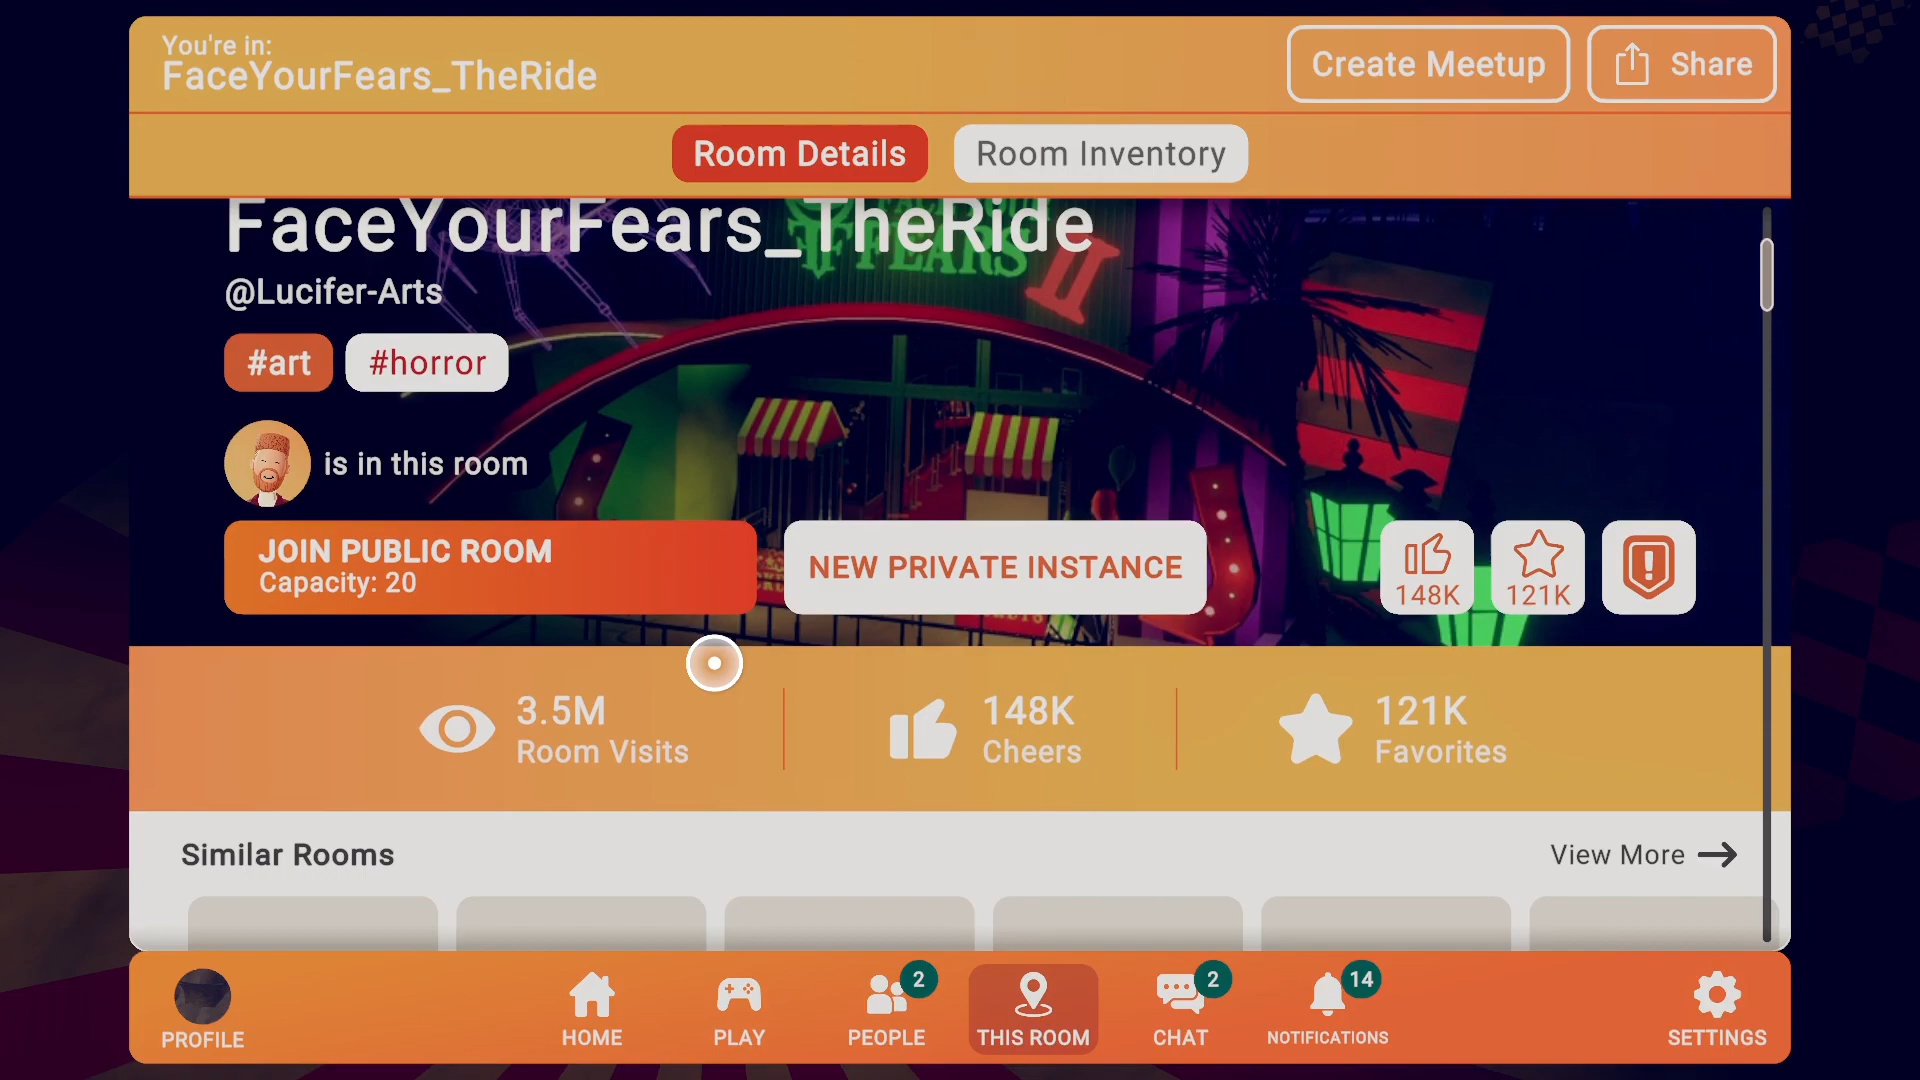 You're in:
FaceYourFears_TheRide
Create Meetup
Share
Room Details
Room Inventory
FaceYourFears_TheRide
FEARS
II
@Lucifer-Arts
#art
#horror
is in this room
JOIN PUBLIC ROOM
Capacity: 20
NEW PRIVATE INSTANCE
148K
121K
3.5M
Room Visits
148K
Cheers
121K
Favorites
Similar Rooms
View More
2
2
14
PROFILE
HOME
PLAY
PEOPLE
THIS ROOM
CHAT
NOTIFICATIONS
SETTINGS